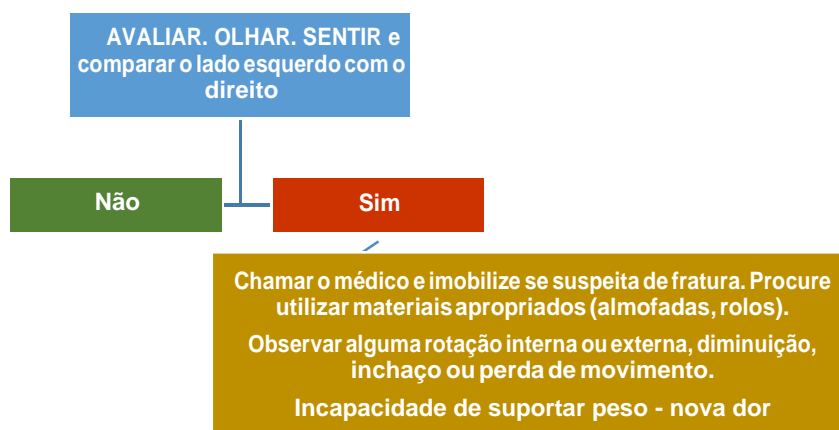 AVALIAR. OLHAR. SENTIR e
comparar o lado esquerdo com o
direito
Não
Sim
Chamar o médico e imobilize se suspeita de fratura. Procure
utilizar materiais apropriados (almofadas, rolos).
Observar alguma rotação interna ou externa, diminuição,
inchaço ou perda de movimento.
Incapacidade de suportar peso - nova dor